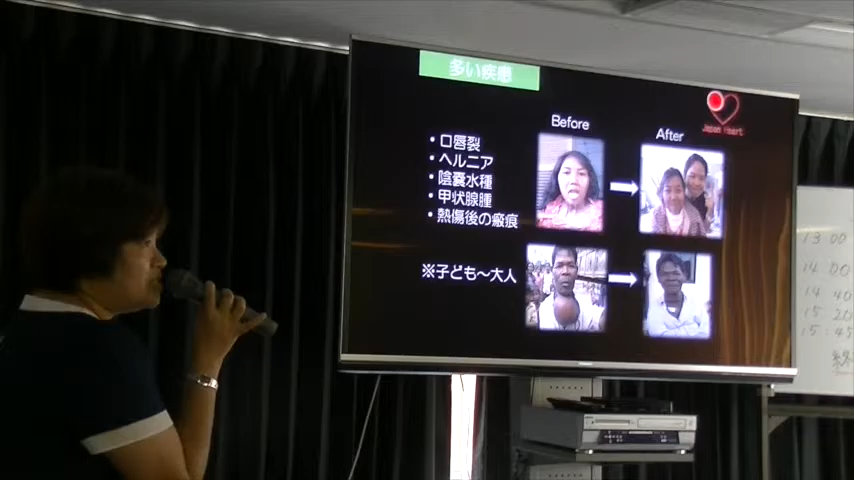 多い疾患
Japan Heart
Before
After
・口唇裂
・ヘルニア
・陰嚢水種
・甲状腺腫
・熱傷後の瘢痕
※子ども～大人
13 00
14 00
14 40
15 20
15 45